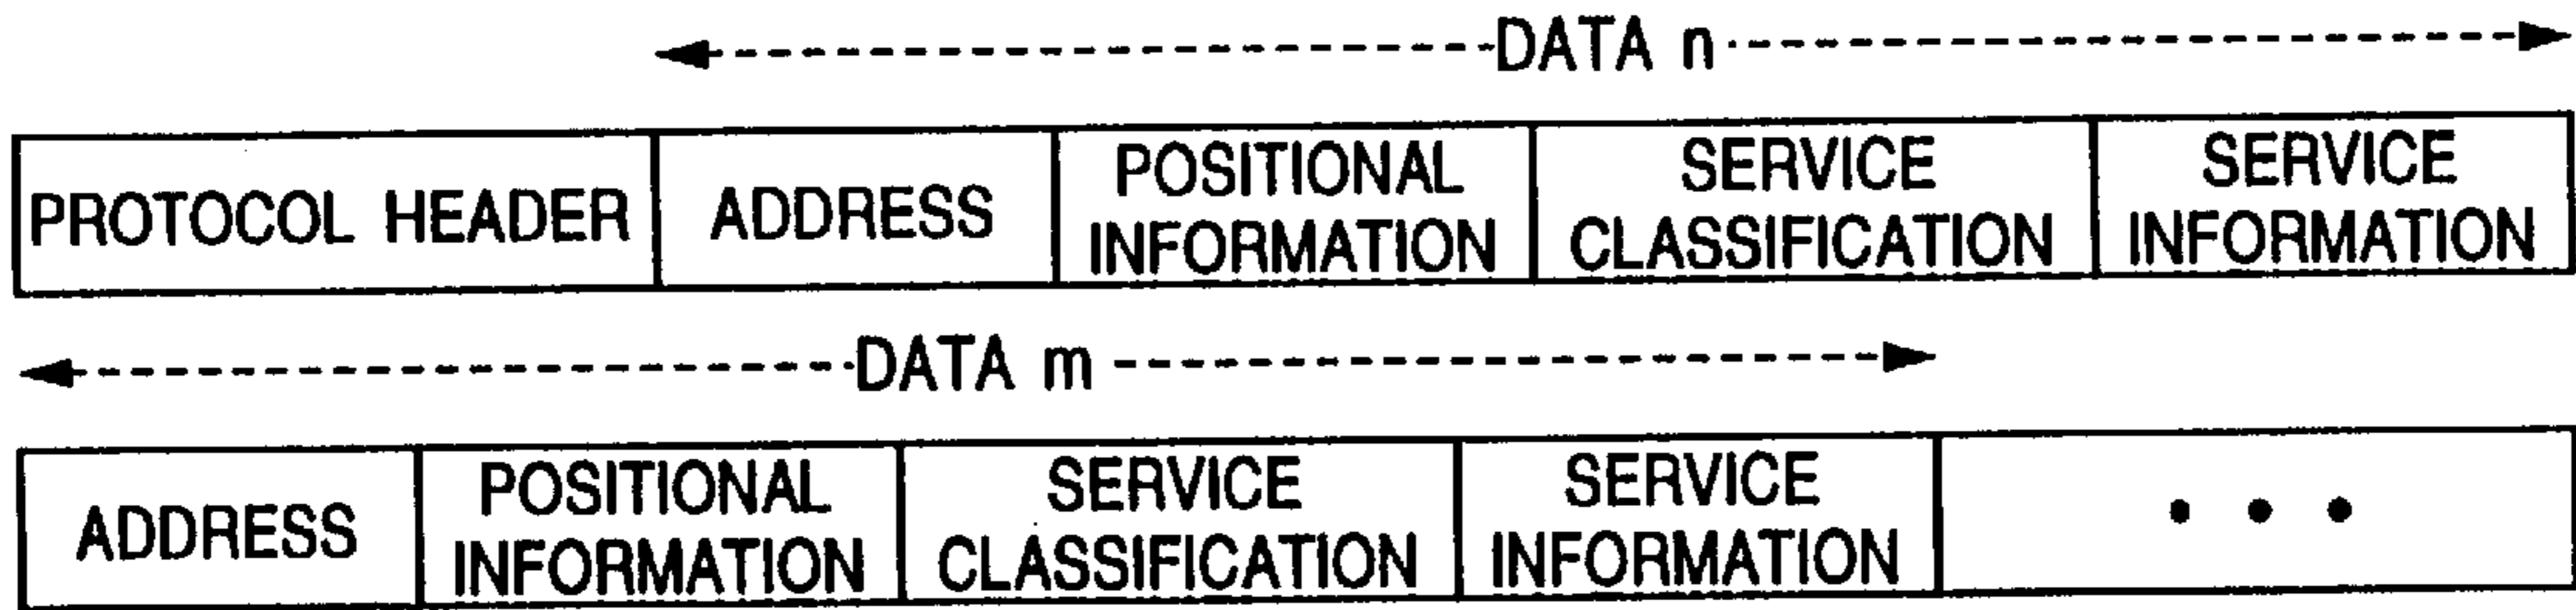 DATA n
PROTOCOL HEADER
ADDRESS
POSITIONAL
INFORMATION
SERVICE
CLASSIFICATION
SERVICE
INFORMATION
DATA m
ADDRESS
POSITIONAL
INFORMATION
SERVICE
CLASSIFICATION
SERVICE
INFORMATION
• • •